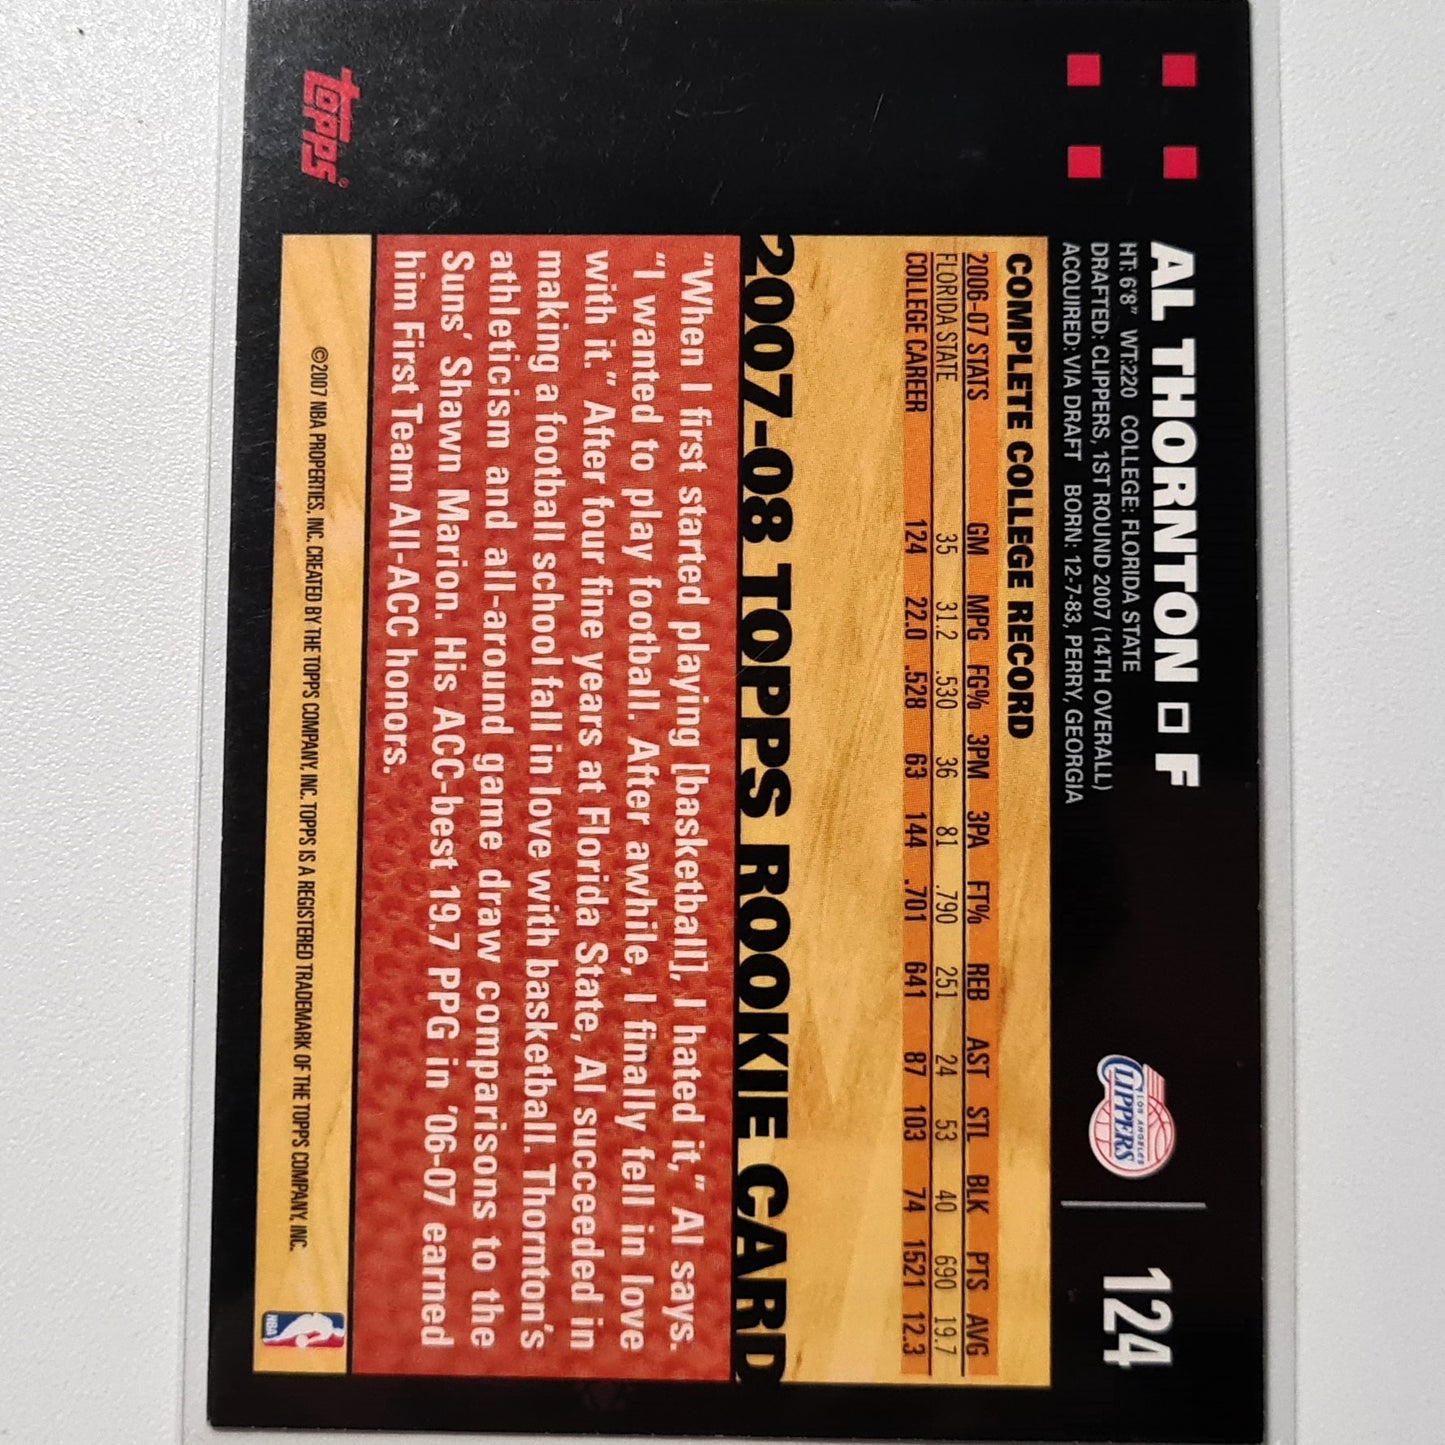 AL THORNTON □ F
HT: 6'8" WT:220 COLLEGE: FLORIDA STATE
DRAFTED: CLIPPERS, 1ST ROUND 2007 (14TH OVERALL)
ACQUIRED: VIA DRAFT BORN: 12-7-83, PERRY, GEORGIA
LOS ANGELES
CLIPPERS
124
COMPLETE COLLEGE RECORD
2006-07 STATS GM MPG FG% 3PM 3PA FT% REB AST STL BLK PTS AVG
FLORIDA STATE 35 31.2 .530 36 81 .790 251 24 53 40 690 19.7
COLLEGE CAREER 124 22.0 .528 63 144 .701 641 87 103 74 1521 12.3
2007-08 TOPPS ROOKIE CARD
"When I first started playing [basketball], I hated it," Al says.
"I wanted to play football. After awhile, I finally fell in love
with it." After four fine years at Florida State, Al succeeded in
making a football school fall in love with basketball. Thornton's
athleticism and all-around game draw comparisons to the
Suns' Shawn Marion. His ACC-best 19.7 PPG in '06-07 earned
him First Team All-ACC honors.
©2007 NBA PROPERTIES, INC. CREATED BY THE TOPPS COMPANY, INC. TOPPS IS A REGISTERED TRADEMARK OF THE TOPPS COMPANY, INC.
topps®
NBA